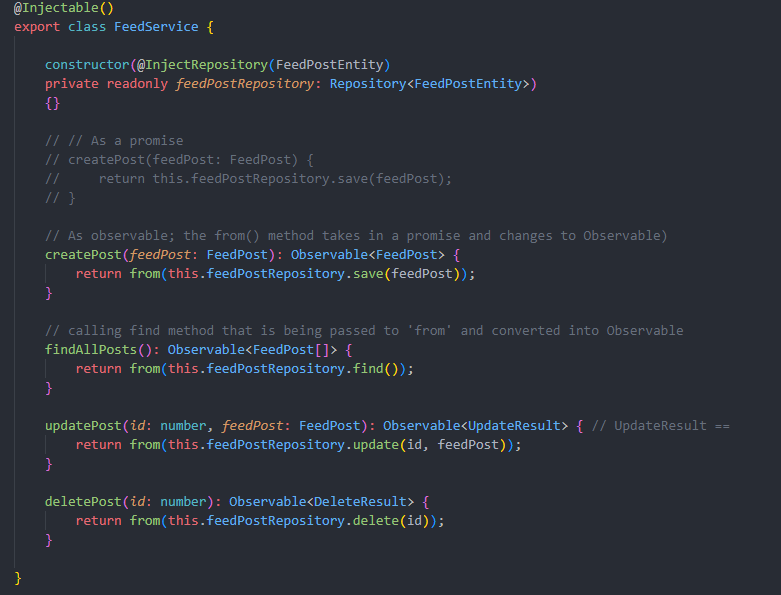 @Injectable()
export class FeedService {
constructor(@InjectRepository(FeedPostEntity)
private readonly feedPostRepository: Repository<FeedPostEntity>)
{}
// // As a promise
// createPost(feedPost: FeedPost) {
//     return this.feedPostRepository.save(feedPost);
// }
// As observable; the from() method takes in a promise and changes to Observable)
createPost(feedPost: FeedPost): Observable<FeedPost> {
return from(this.feedPostRepository.save(feedPost));
}
// calling find method that is being passed to 'from' and converted into Observable
findAllPosts(): Observable<FeedPost[]> {
return from(this.feedPostRepository.find());
}
updatePost(id: number, feedPost: FeedPost): Observable<UpdateResult> { // UpdateResult ==
return from(this.feedPostRepository.update(id, feedPost));
}
deletePost(id: number): Observable<DeleteResult> {
return from(this.feedPostRepository.delete(id));
}
}